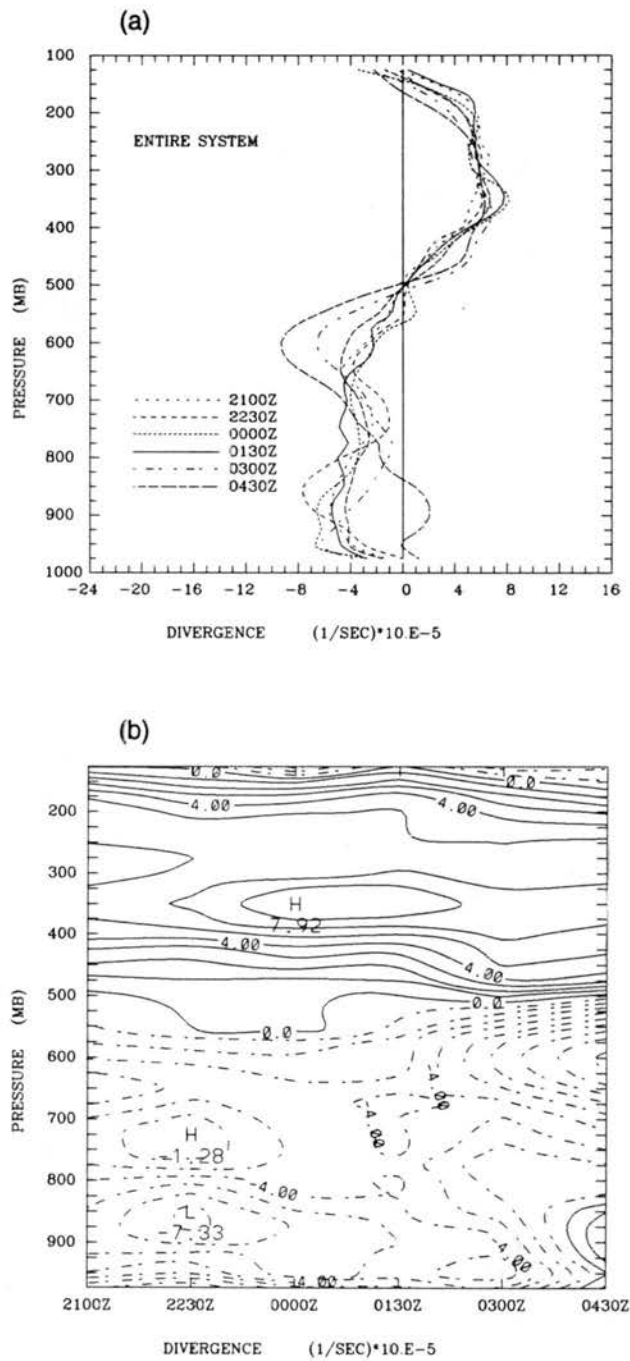 (a)
100
200
300
400
500
600
700
800
900
1000
PRESSURE (MB)
ENTIRE SYSTEM
2100Z
2230Z
0000Z
0130Z
0300Z
0430Z
-24 -20 -16 -12 -8 -4 0 4 8 12 16
DIVERGENCE (1/SEC)*10.E-5
(b)
200
300
400
500
600
700
800
900
PRESSURE (MB)
0.0 0.0
4.00 4.00
H
7.92
4.00
4.00
0.0
0.0
4.00
4.00
H
-1.28
4.00
L
-7.33
4.00
4.00
2100Z 2230Z 0000Z 0130Z 0300Z 0430Z
DIVERGENCE (1/SEC)*10.E-5